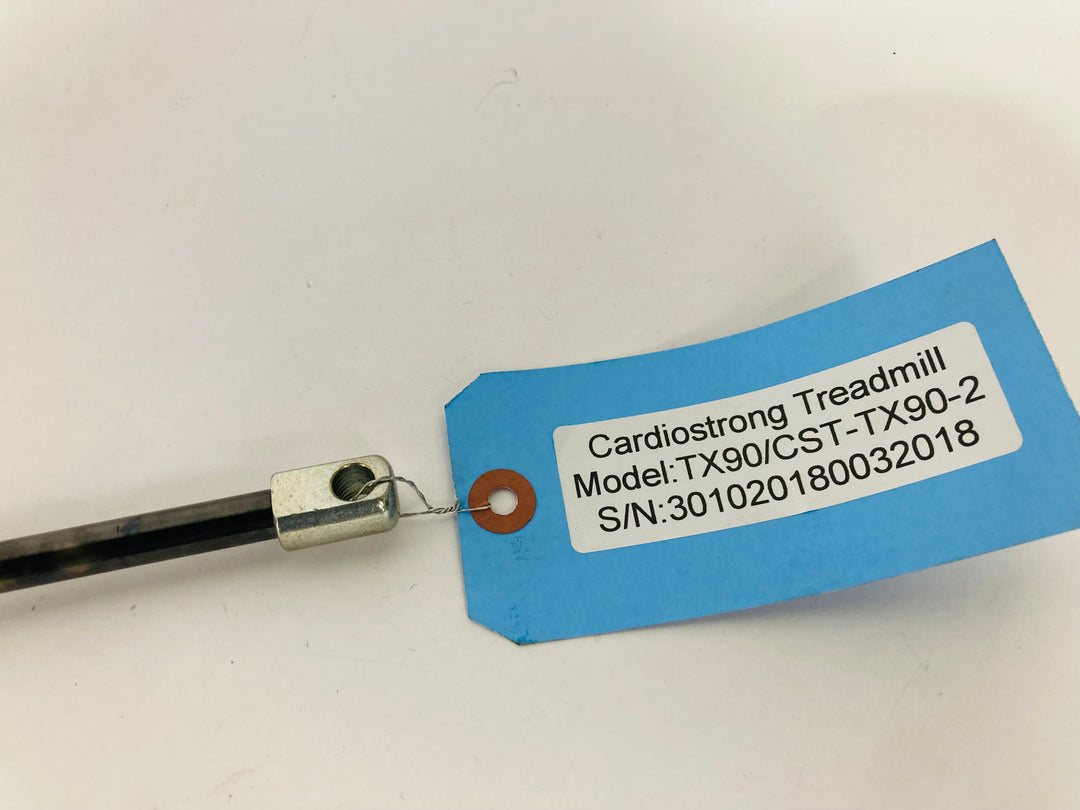 Cardiostrong Treadmill
Model:TX90/CST-TX90-2
S/N:301020180032018